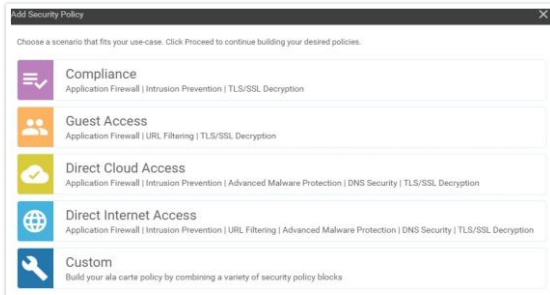 Add Security Policy
Choose a scenario that fits your use-case. Click Proceed to continue building your desired policies.
Compliance
Application Firewall | Intrusion Prevention | TLS/SSL Decryption
Guest Access
Application Firewall | URL Filtering | TLS/SSL Decryption
Direct Cloud Access
Application Firewall | Intrusion Prevention | Advanced Malware Protection | DNS Security | TLS/SSL Decryption
Direct Internet Access
Application Firewall | Intrusion Prevention | URL Filtering | Advanced Malware Protection | DNS Security | TLS/SSL Decryption
Custom
Build your ala carte policy by combining a variety of security policy blocks